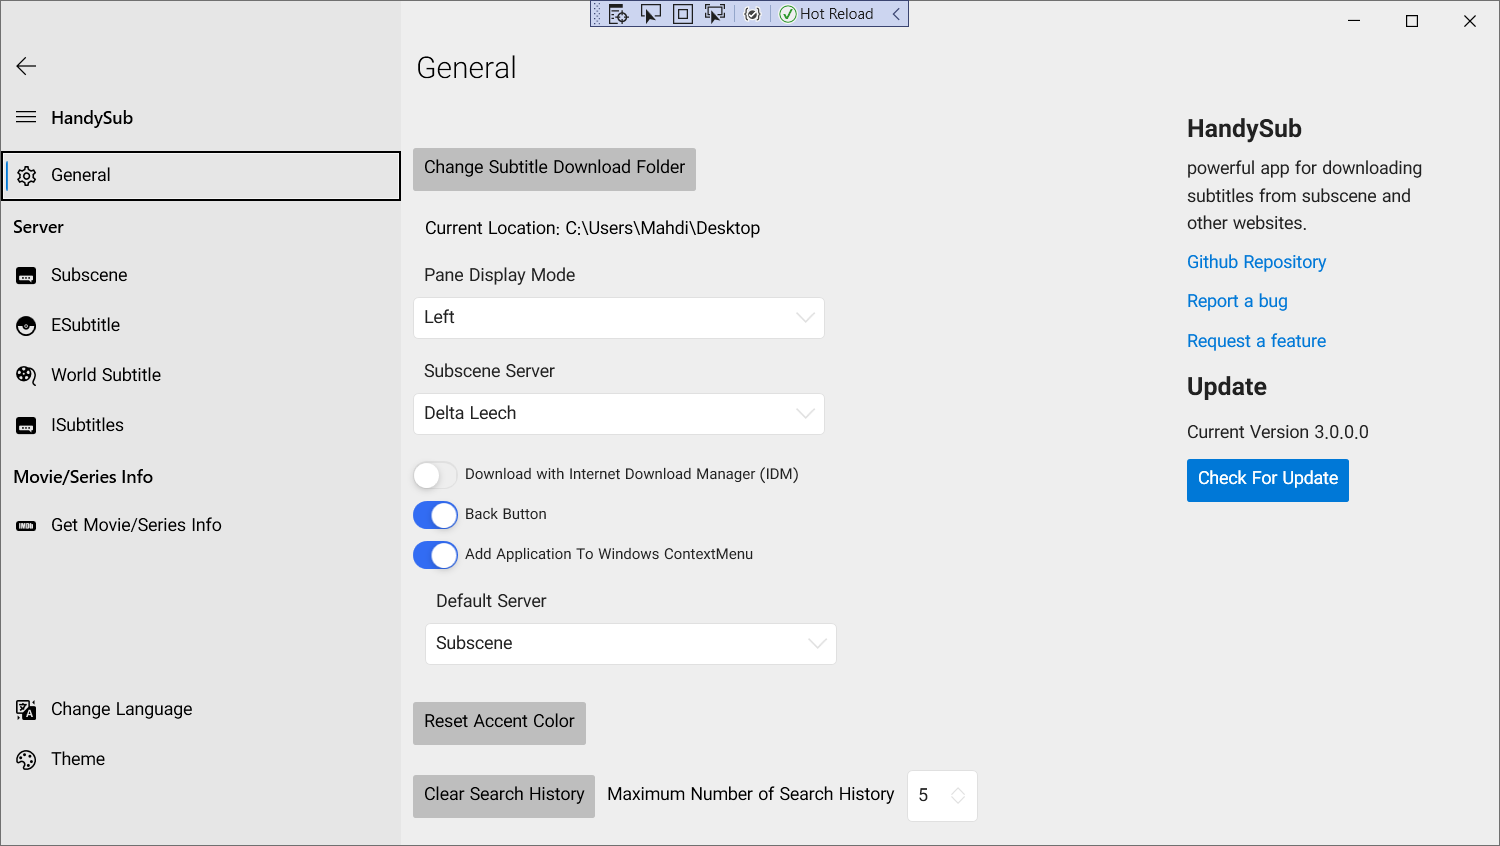 Hot Reload
HandySub
General
Server
Subscene
ESubtitle
World Subtitle
ISubtitles
Movie/Series Info
IMDb
Get Movie/Series Info
Change Language
Theme
General
Change Subtitle Download Folder
Current Location: C:\Users\Mahdi\Desktop
Pane Display Mode
Left
Subscene Server
Delta Leech
Download with Internet Download Manager (IDM)
Back Button
Add Application To Windows ContextMenu
Default Server
Subscene
Reset Accent Color
Clear Search History
Maximum Number of Search History
5
HandySub
powerful app for downloading
subtitles from subscene and
other websites.
Github Repository
Report a bug
Request a feature
Update
Current Version 3.0.0.0
Check For Update